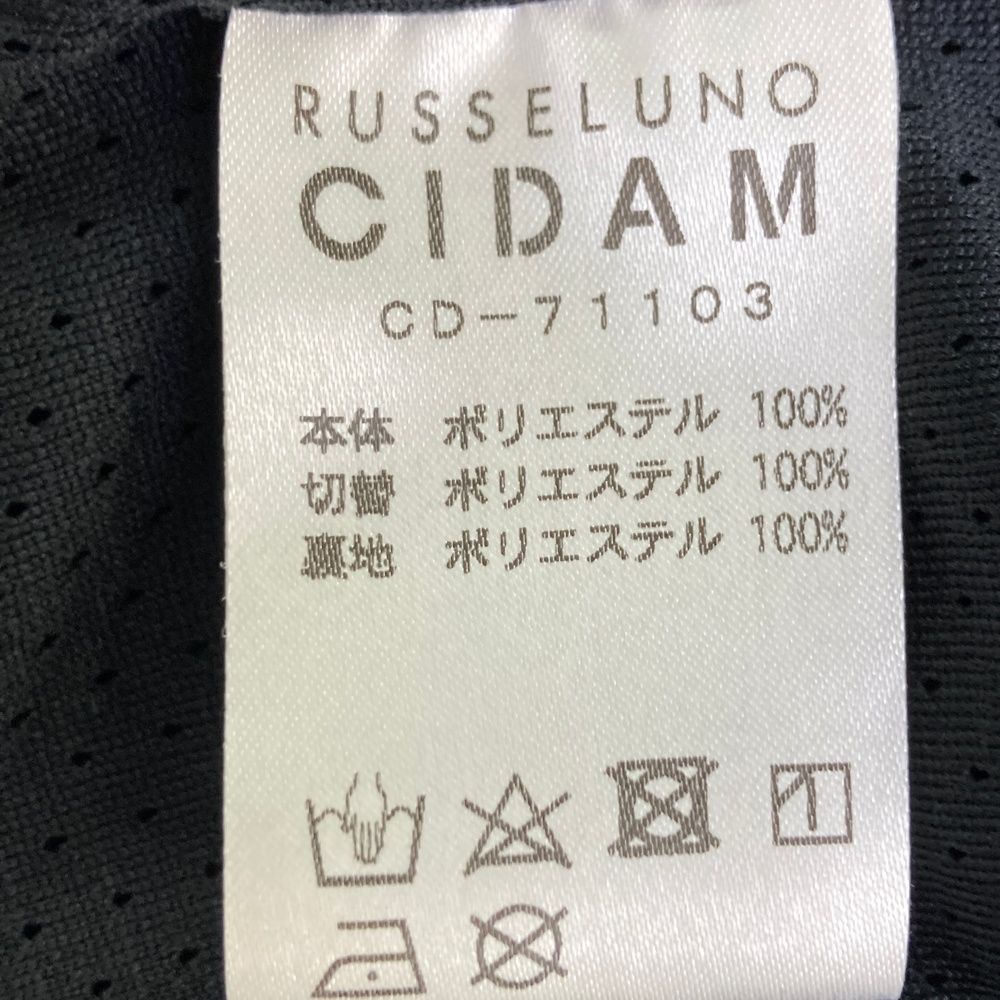 RUSSELUNO
CIDAM
CD-71103
本体 ポリエステル 100%
切替 ポリエステル 100%
裏地 ポリエステル 100%